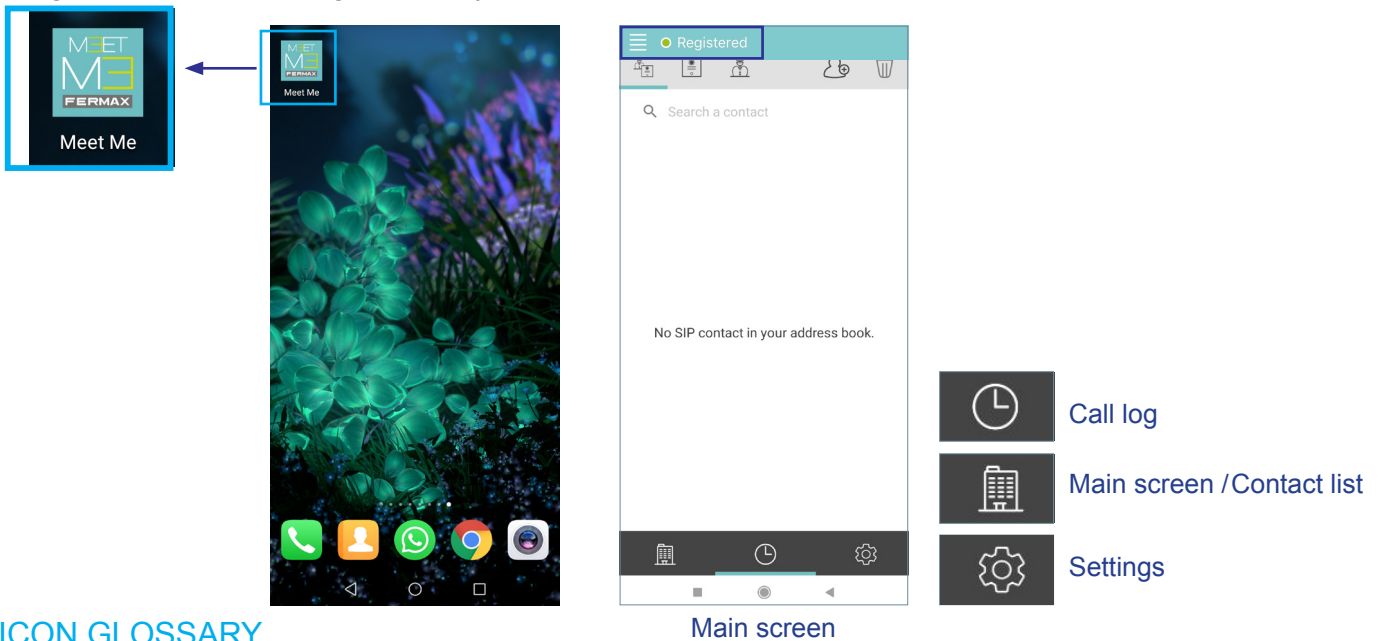 MEET
ME
FERMAX
Meet Me
MEET
ME
FERMAX
Meet Me
Registered
Search a contact
No SIP contact in your address book.
Call log
Main screen / Contact list
Settings
Main screen
ICON GLOSSARY